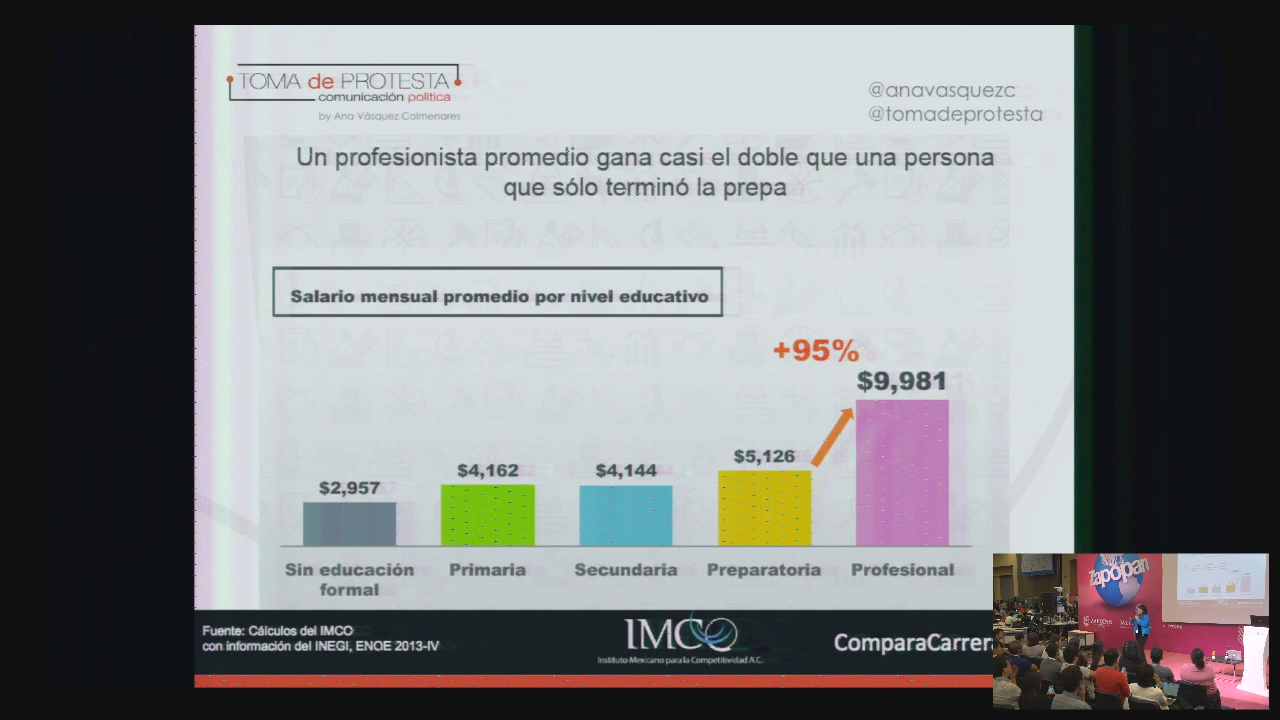 TOMA de PROTESTA
comunicación política
by Ana Vásquez Colmenares
@anavasquezc
@tomadeprotesta
Un profesionista promedio gana casi el doble que una persona
que sólo terminó la prepa
Salario mensual promedio por nivel educativo
+95%
$9,981
$5,126
$4,162
$4,144
$2,957
Sin educación
formal
Primaria
Secundaria
Preparatoria
Profesional
Fuente: Cálculos del IMCO
con información del INEGI, ENOE 2013-IV
IMCO
Instituto Mexicano para la Competitividad A.C.
ComparaCarrera
Zapopan